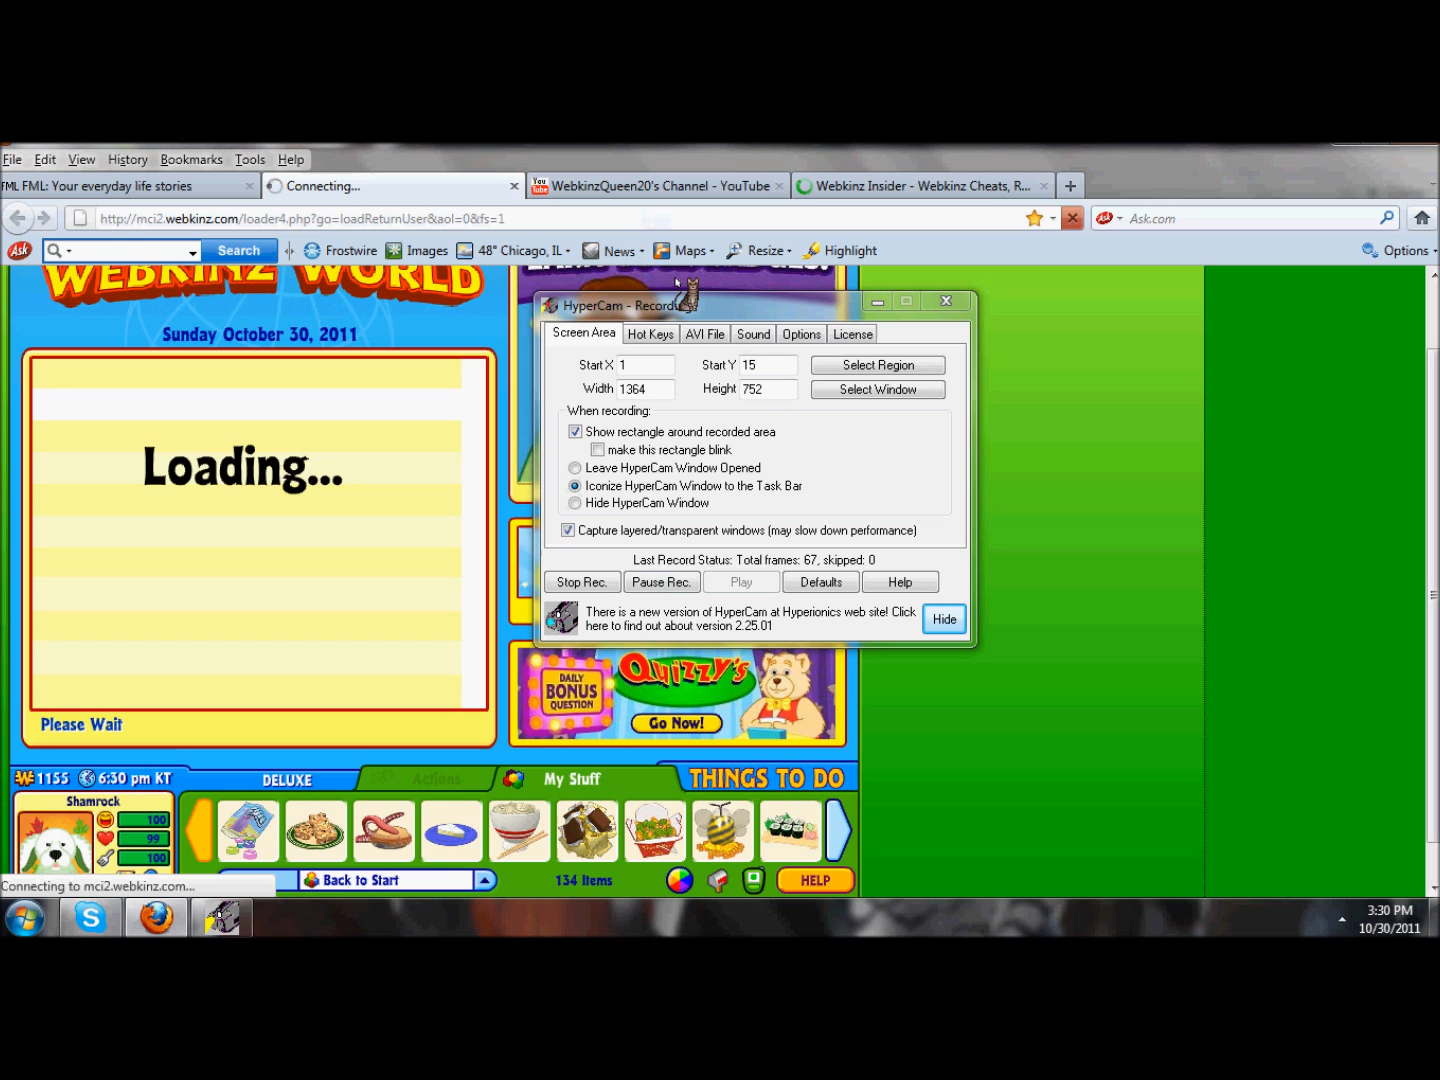 File Edit View History Bookmarks Tools Help
FML FML: Your everyday life stories
Connecting...
You Tube WebkinzQueen20's Channel - YouTube
Webkinz Insider - Webkinz Cheats, R...
http://mci2.webkinz.com/loader4.php?go=loadReturnUser&aol=0&fs=1
Ask Ask.com
Ask Search Frostwire Images 48° Chicago, IL News Maps Resize Highlight Options
WEBKINZ WORLD
Sunday October 30, 2011
Loading...
Please Wait
HyperCam - Record
Screen Area Hot Keys AVI File Sound Options License
Start X 1 Start Y 15 Select Region
Width 1364 Height 752 Select Window
When recording:
Show rectangle around recorded area
make this rectangle blink
Leave HyperCam Window Opened
Iconize HyperCam Window to the Task Bar
Hide HyperCam Window
Capture layered/transparent windows (may slow down performance)
Last Record Status: Total frames: 67, skipped: 0
Stop Rec. Pause Rec. Play Defaults Help
There is a new version of HyperCam at Hyperionics web site! Click
here to find out about version 2.25.01
Hide
DAILY
BONUS
QUESTION
Quizzy's
Go Now!
W 1155 6:30 pm KT DELUXE Actions My Stuff THINGS TO DO
Shamrock
100
99
100
Back to Start 134 Items HELP
Connecting to mci2.webkinz.com...
3:30 PM
10/30/2011